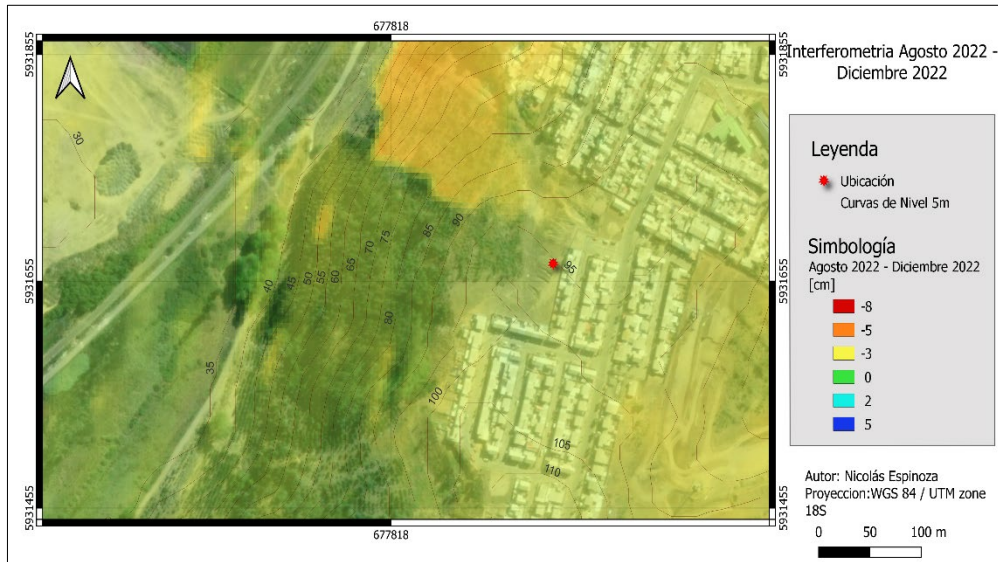 677818
5931855
5931855
Interferometria Agosto 2022 -
Diciembre 2022
30
90
85
75
70
65
60
55
50
45
40
80
35
100
105
110
5931655
5931655
5931455
5931455
677818
Leyenda
Ubicación
Curvas de Nivel 5m
Simbología
Agosto 2022 - Diciembre 2022
[cm]
-8
-5
-3
0
2
5
Autor: Nicolás Espinoza
Proyeccion:WGS 84 / UTM zone
18S
0 50 100 m